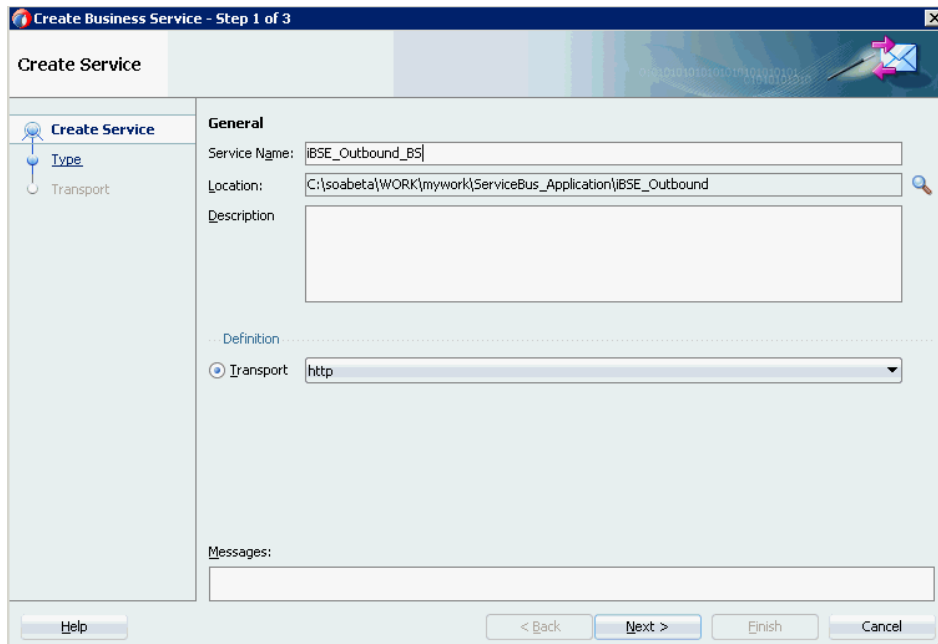 Create Business Service - Step 1 of 3
Create Service
Create Service
Type
Transport
General
Service Name: iBSE_Outbound_BS
Location: C:\soabeta\WORK\mywork\ServiceBus_Application\iBSE_Outbound
Description
Definition
Transport http
Messages:
Help < Back Next > Finish Cancel